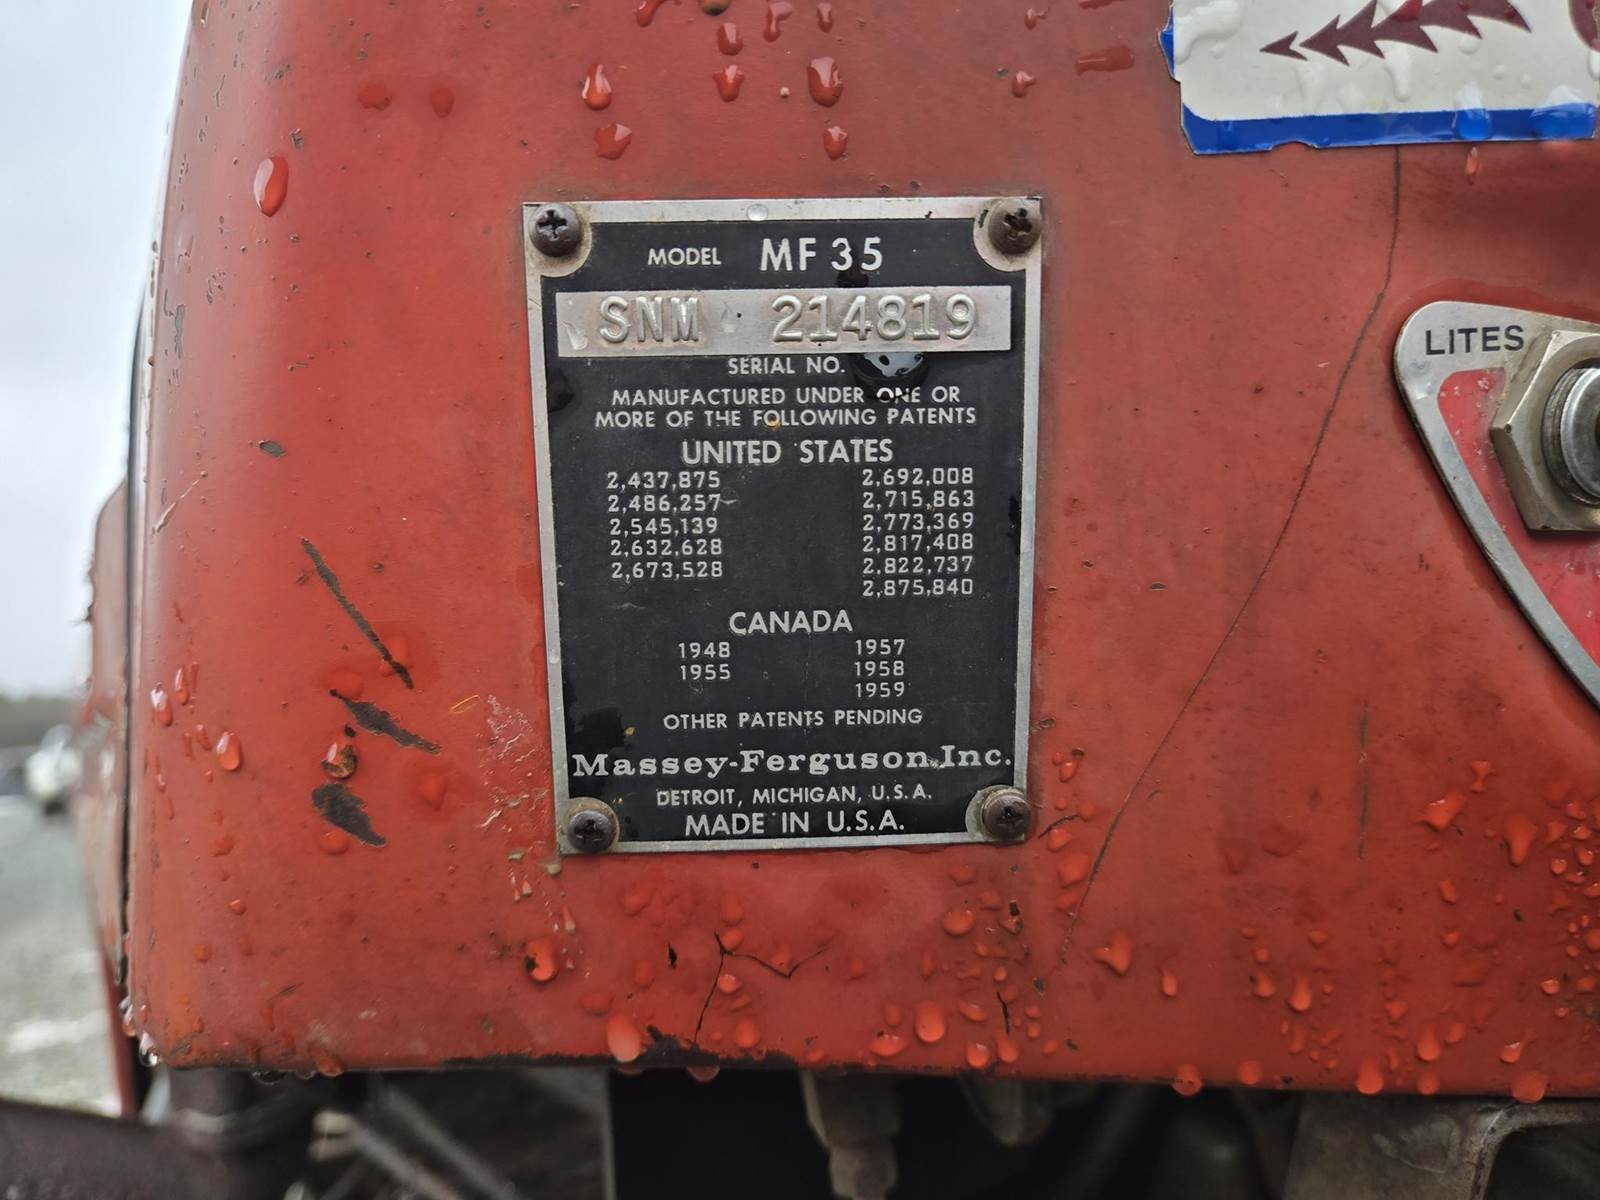 MODEL MF 35
SNM 214819
SERIAL NO.
MANUFACTURED UNDER ONE OR
MORE OF THE FOLLOWING PATENTS
UNITED STATES
2,437,875 2,692,008
2,486,257 2,715,863
2,545,139 2,773,369
2,632,628 2,817,408
2,673,528 2,822,737
2,875,840
CANADA
1948 1957
1955 1958
1959
OTHER PATENTS PENDING
Massey-Ferguson Inc.
DETROIT, MICHIGAN, U.S.A.
MADE IN U.S.A.
LITES